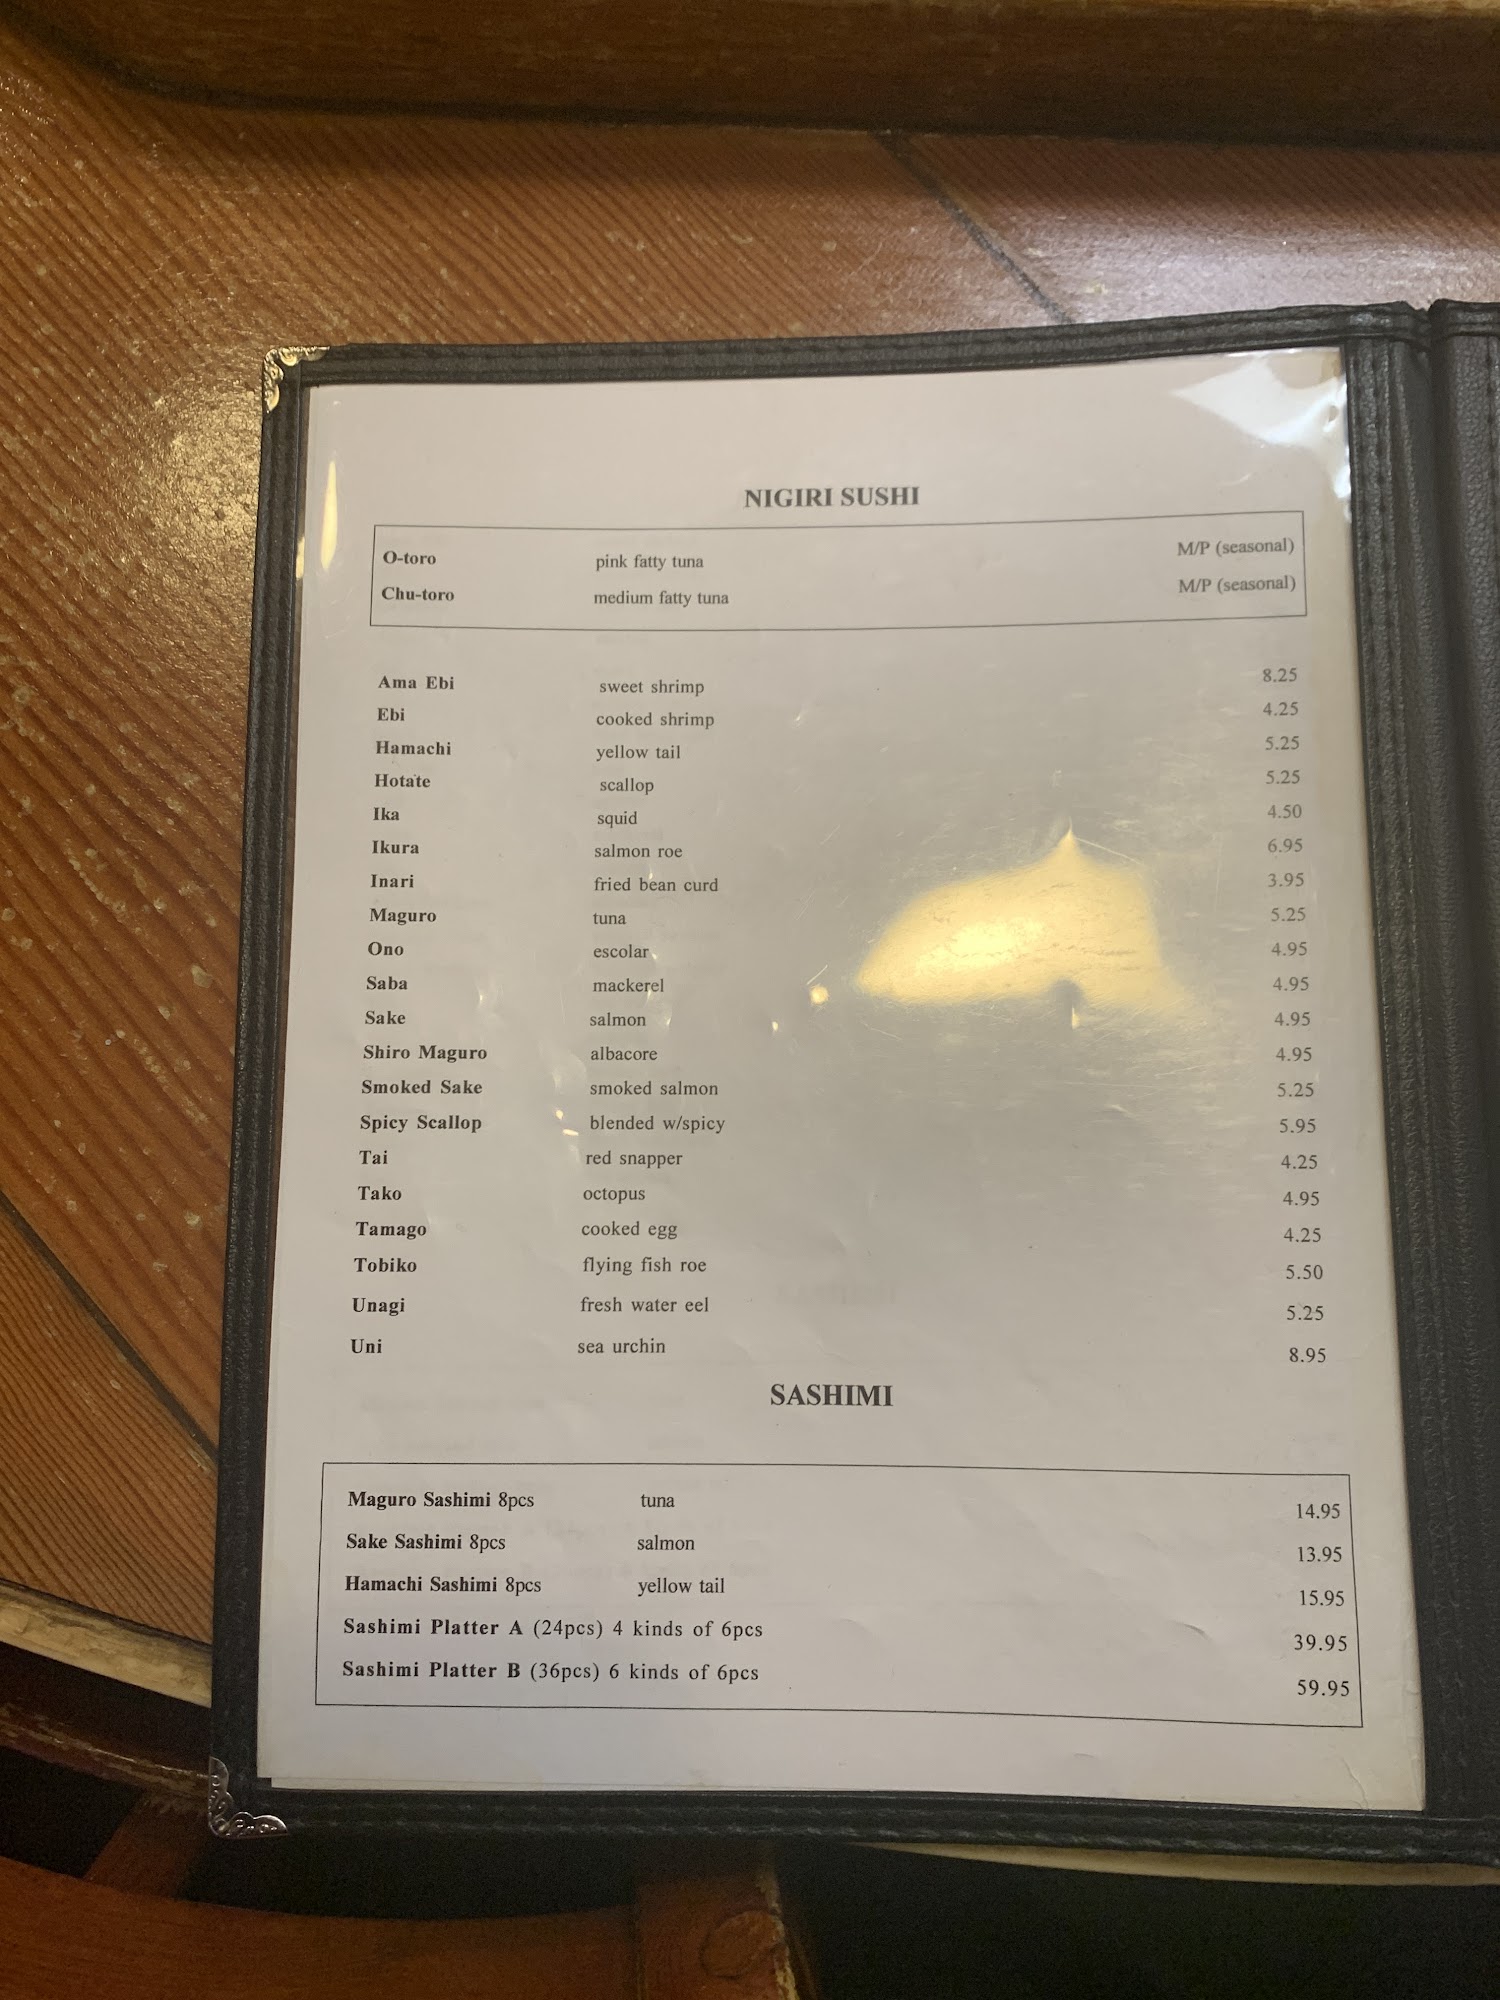 NIGIRI SUSHI
O-toro pink fatty tuna M/P (seasonal)
Chu-toro medium fatty tuna M/P (seasonal)
Ama Ebi sweet shrimp 8.25
Ebi cooked shrimp 4.25
Hamachi yellow tail 5.25
Hotate scallop 5.25
Ika squid 4.50
Ikura salmon roe 6.95
Inari fried bean curd 3.95
Maguro tuna 5.25
Ono escolar 4.95
Saba mackerel 4.95
Sake salmon 4.95
Shiro Maguro albacore 4.95
Smoked Sake smoked salmon 5.25
Spicy Scallop blended w/spicy 5.95
Tai red snapper 4.25
Tako octopus 4.95
Tamago cooked egg 4.25
Tobiko flying fish roe 5.50
Unagi fresh water eel 5.25
Uni sea urchin 8.95
SASHIMI
Maguro Sashimi 8pcs tuna 14.95
Sake Sashimi 8pcs salmon 13.95
Hamachi Sashimi 8pcs yellow tail 15.95
Sashimi Platter A (24pcs) 4 kinds of 6pcs 39.95
Sashimi Platter B (36pcs) 6 kinds of 6pcs 59.95